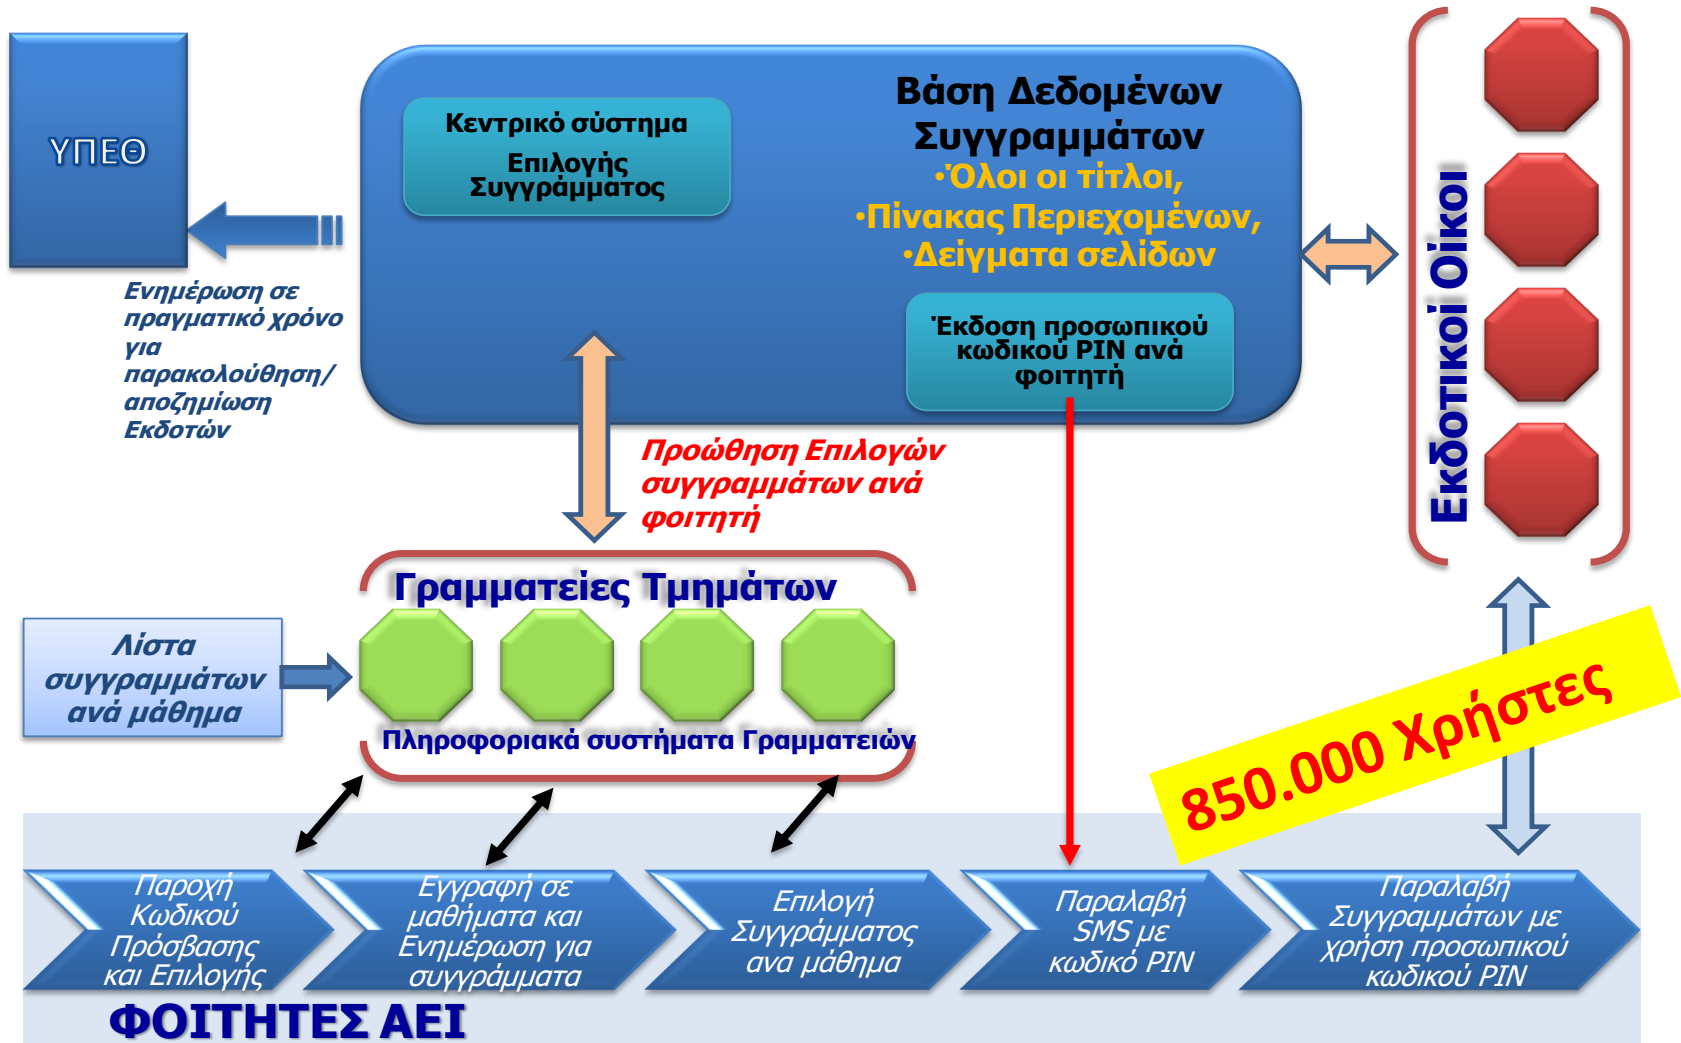 ΥΠΕΘ
Κεντρικό σύστημα
Επιλογής
Συγγράμματος
Βάση Δεδομένων
Συγγραμμάτων
•Όλοι οι τίτλοι,
•Πίνακας Περιεχομένων,
•Δείγματα σελίδων
Έκδοση προσωπικού
κωδικού PIN ανά
φοιτητή
Εκδοτικοί Οίκοι
Ενημέρωση σε
πραγματικό χρόνο
για
παρακολούθηση/
αποζημίωση
Εκδοτών
Προώθηση Επιλογών
συγγραμμάτων ανά
φοιτητή
Γραμματείες Τμημάτων
Λίστα
συγγραμμάτων
ανά μάθημα
Πληροφοριακά συστήματα Γραμματειών
850.000 Χρήστες
Παροχή
Κωδικού
Πρόσβασης
και Επιλογής
Εγγραφή σε
μαθήματα και
Ενημέρωση για
συγγράμματα
Επιλογή
Συγγράμματος
ανα μάθημα
Παραλαβή
SMS με
κωδικό PIN
Παραλαβή
Συγγραμμάτων με
χρήση προσωπικού
κωδικού PIN
ΦΟΙΤΗΤΕΣ ΑΕΙ